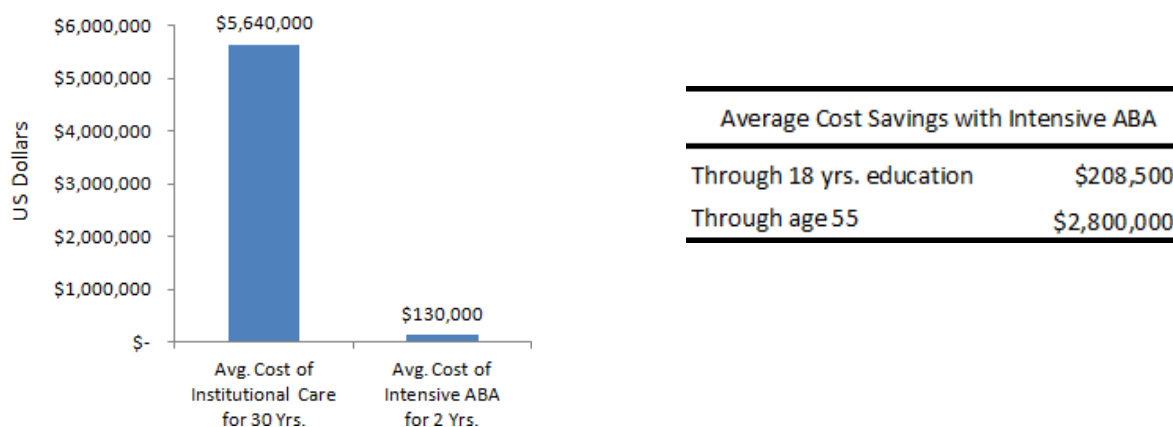 $6,000,000
$5,000,000
$4,000,000
$3,000,000
$2,000,000
$1,000,000
$-
US Dollars
$5,640,000
$130,000
Avg. Cost of
Institutional Care
for 30 Yrs.
Avg. Cost of
Intensive ABA
for 2 Yrs.
Average Cost Savings with Intensive ABA
Through 18 yrs. education $208,500
Through age 55 $2,800,000